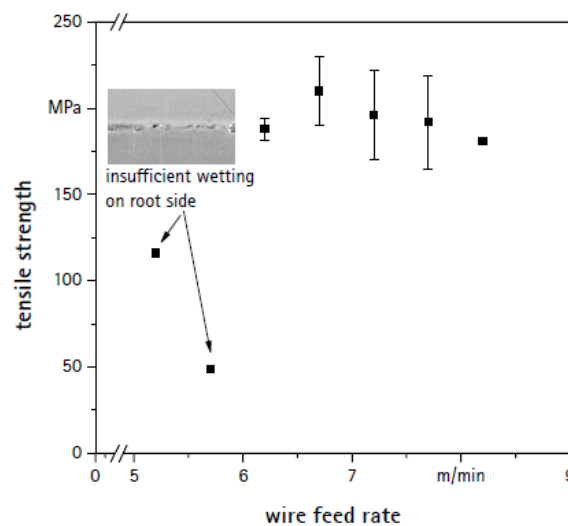 250
MPa
150
100
50
0
tensile strength
insufficient wetting
on root side
0 5 6 7 m/min 9
wire feed rate